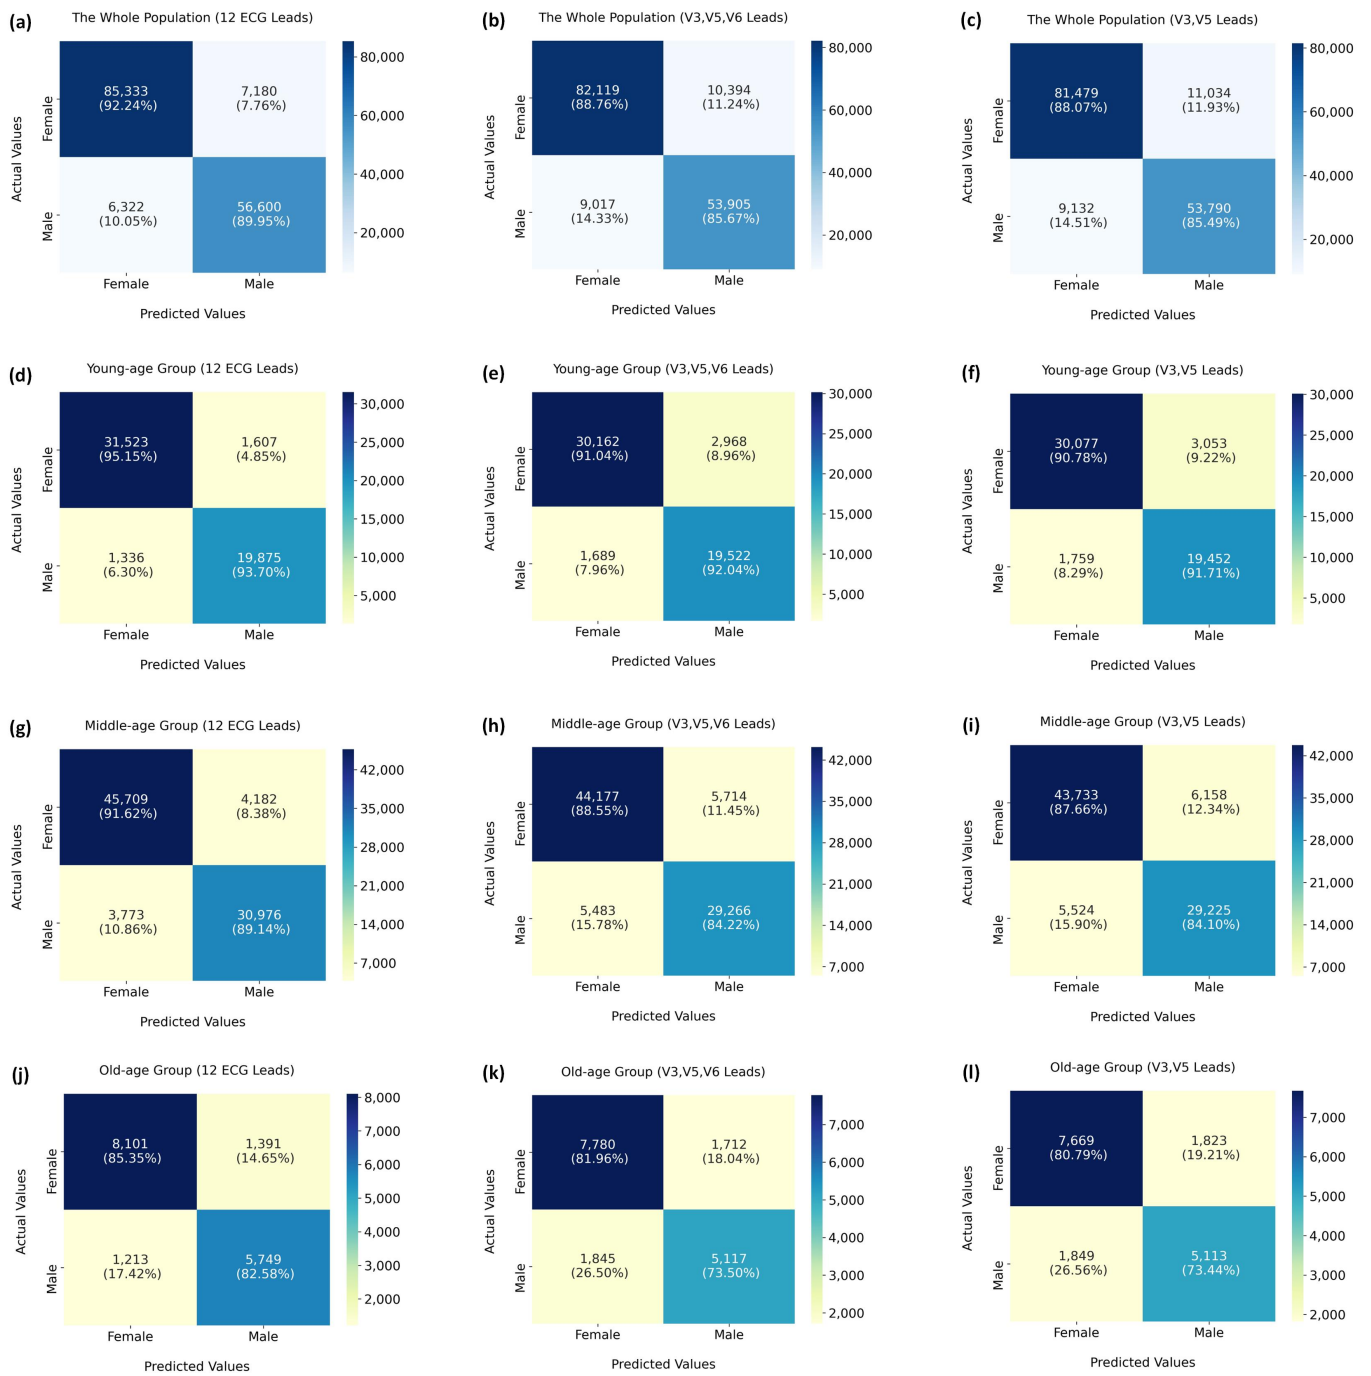 (a)
The Whole Population (12 ECG Leads)
Actual Values
Female
Male
85,333
(92.24%)
7,180
(7.76%)
6,322
(10.05%)
56,600
(89.95%)
80,000
60,000
40,000
20,000
Female
Male
Predicted Values
(b)
The Whole Population (V3,V5,V6 Leads)
Actual Values
Female
Male
82,119
(88.76%)
10,394
(11.24%)
9,017
(14.33%)
53,905
(85.67%)
80,000
60,000
40,000
20,000
Female
Male
Predicted Values
(c)
The Whole Population (V3,V5 Leads)
Actual Values
Female
Male
81,479
(88.07%)
11,034
(11.93%)
9,132
(14.51%)
53,790
(85.49%)
80,000
60,000
40,000
20,000
Female
Male
Predicted Values
(d)
Young-age Group (12 ECG Leads)
Actual Values
Female
Male
31,523
(95.15%)
1,607
(4.85%)
1,336
(6.30%)
19,875
(93.70%)
30,000
25,000
20,000
15,000
10,000
5,000
Female
Male
Predicted Values
(e)
Young-age Group (V3,V5,V6 Leads)
Actual Values
Female
Male
30,162
(91.04%)
2,968
(8.96%)
1,689
(7.96%)
19,522
(92.04%)
30,000
25,000
20,000
15,000
10,000
5,000
Female
Male
Predicted Values
(f)
Young-age Group (V3,V5 Leads)
Actual Values
Female
Male
30,077
(90.78%)
3,053
(9.22%)
1,759
(8.29%)
19,452
(91.71%)
30,000
25,000
20,000
15,000
10,000
5,000
Female
Male
Predicted Values
(g)
Middle-age Group (12 ECG Leads)
Actual Values
Female
Male
45,709
(91.62%)
4,182
(8.38%)
3,773
(10.86%)
30,976
(89.14%)
42,000
35,000
28,000
21,000
14,000
7,000
Female
Male
Predicted Values
(h)
Middle-age Group (V3,V5,V6 Leads)
Actual Values
Female
Male
44,177
(88.55%)
5,714
(11.45%)
5,483
(15.78%)
29,266
(84.22%)
42,000
35,000
28,000
21,000
14,000
7,000
Female
Male
Predicted Values
(i)
Middle-age Group (V3,V5 Leads)
Actual Values
Female
Male
43,733
(87.66%)
6,158
(12.34%)
5,524
(15.90%)
29,225
(84.10%)
42,000
35,000
28,000
21,000
14,000
7,000
Female
Male
Predicted Values
(j)
Old-age Group (12 ECG Leads)
Actual Values
Female
Male
8,101
(85.35%)
1,391
(14.65%)
1,213
(17.42%)
5,749
(82.58%)
8,000
7,000
6,000
5,000
4,000
3,000
2,000
Female
Male
Predicted Values
(k)
Old-age Group (V3,V5,V6 Leads)
Actual Values
Female
Male
7,780
(81.96%)
1,712
(18.04%)
1,845
(26.50%)
5,117
(73.50%)
7,000
6,000
5,000
4,000
3,000
2,000
Female
Male
Predicted Values
(l)
Old-age Group (V3,V5 Leads)
Actual Values
Female
Male
7,669
(80.79%)
1,823
(19.21%)
1,849
(26.56%)
5,113
(73.44%)
7,000
6,000
5,000
4,000
3,000
2,000
Female
Male
Predicted Values